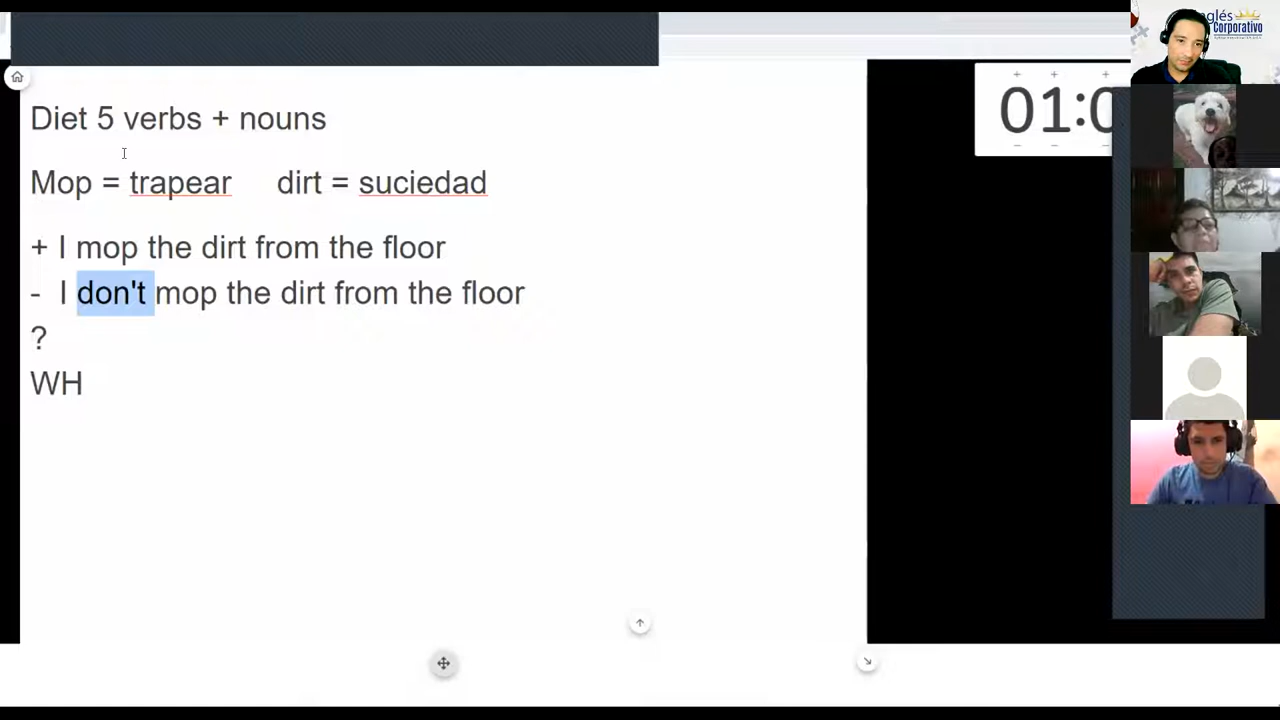 Diet 5 verbs + nouns
Mop = trapear dirt = suciedad
+ I mop the dirt from the floor
- I don't mop the dirt from the floor
?
WH
01:0
nglés
Corporativo